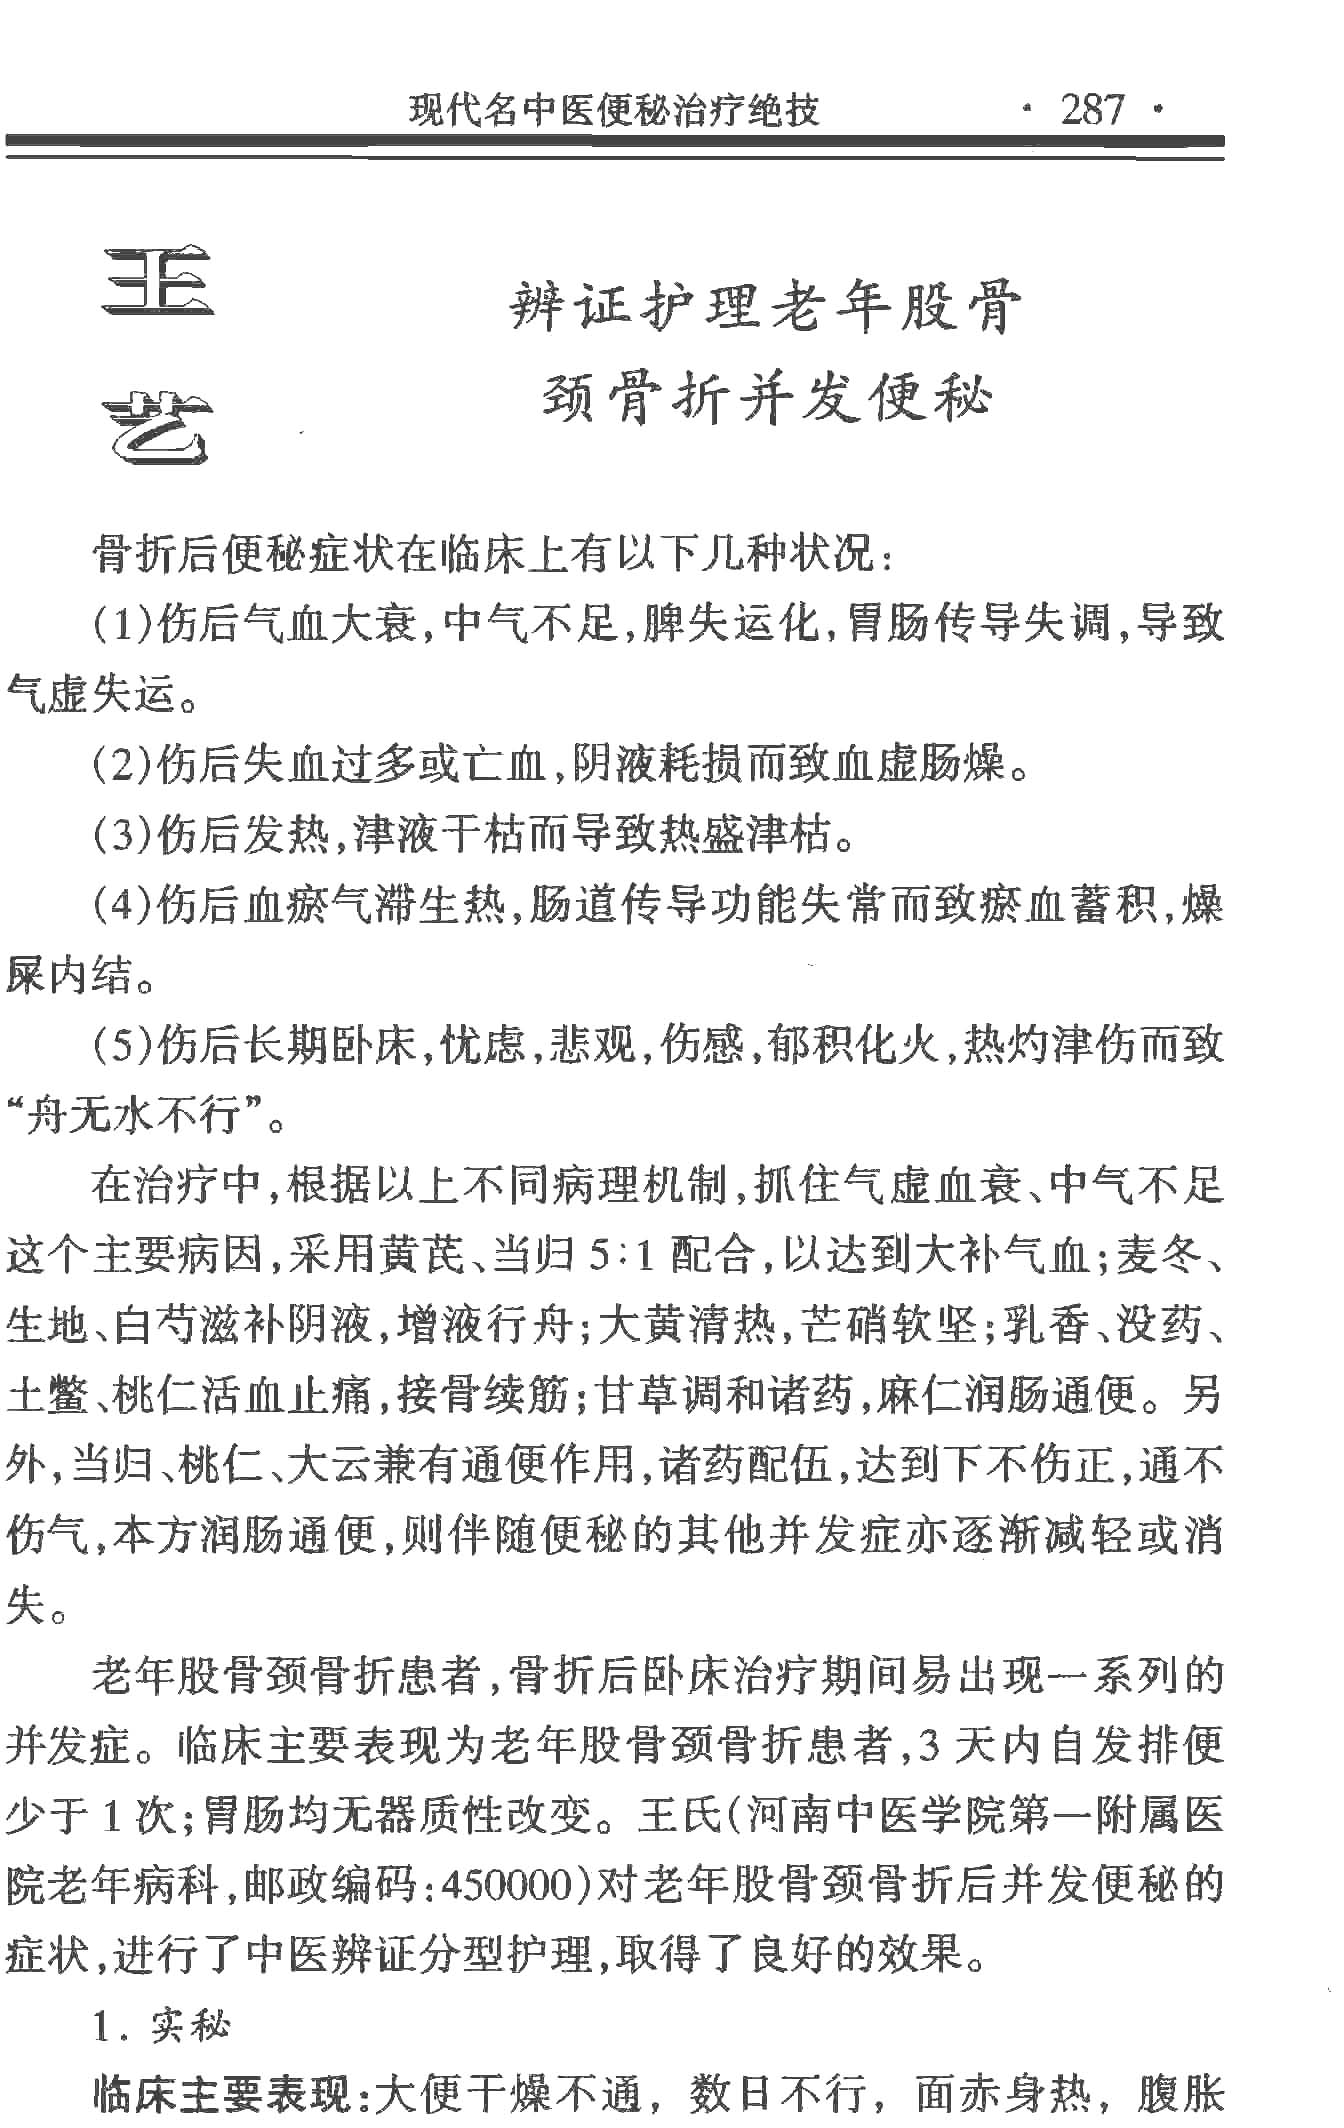 现代名中医便秘治疗绝技 · 287 ·
王艺
辨证护理老年股骨
颈骨折并发便秘
骨折后便秘症状在临床上有以下几种状况:
(1)伤后气血大衰,中气不足,脾失运化,胃肠传导失调,导致
气虚失运。
(2)伤后失血过多或亡血,阴液耗损而致血虚肠燥。
(3)伤后发热,津液干枯而导致热盛津枯。
(4)伤后血瘀气滞生热,肠道传导功能失常而致瘀血蓄积,燥
屎内结。
(5)伤后长期卧床,忧虑,悲观,伤感,郁积化火,热灼津伤而致
“舟无水不行”。
在治疗中,根据以上不同病理机制,抓住气虚血衰、中气不足
这个主要病因,采用黄芪、当归 5∶1 配合,以达到大补气血;麦冬、
生地、白芍滋补阴液,增液行舟;大黄清热,芒硝软坚;乳香、没药、
土鳖、桃仁活血止痛,接骨续筋;甘草调和诸药,麻仁润肠通便。另
外,当归、桃仁、大云兼有通便作用,诸药配伍,达到下不伤正,通不
伤气,本方润肠通便,则伴随便秘的其他并发症亦逐渐减轻或消
失。
老年股骨颈骨折患者,骨折后卧床治疗期间易出现一系列的
并发症。临床主要表现为老年股骨颈骨折患者,3 天内自发排便
少于 1 次;胃肠均无器质性改变。王氏(河南中医学院第一附属医
院老年病科,邮政编码:450000)对老年股骨颈骨折后并发便秘的
症状,进行了中医辨证分型护理,取得了良好的效果。
1. 实秘
临床主要表现:大便干燥不通，数日不行，面赤身热，腹胀